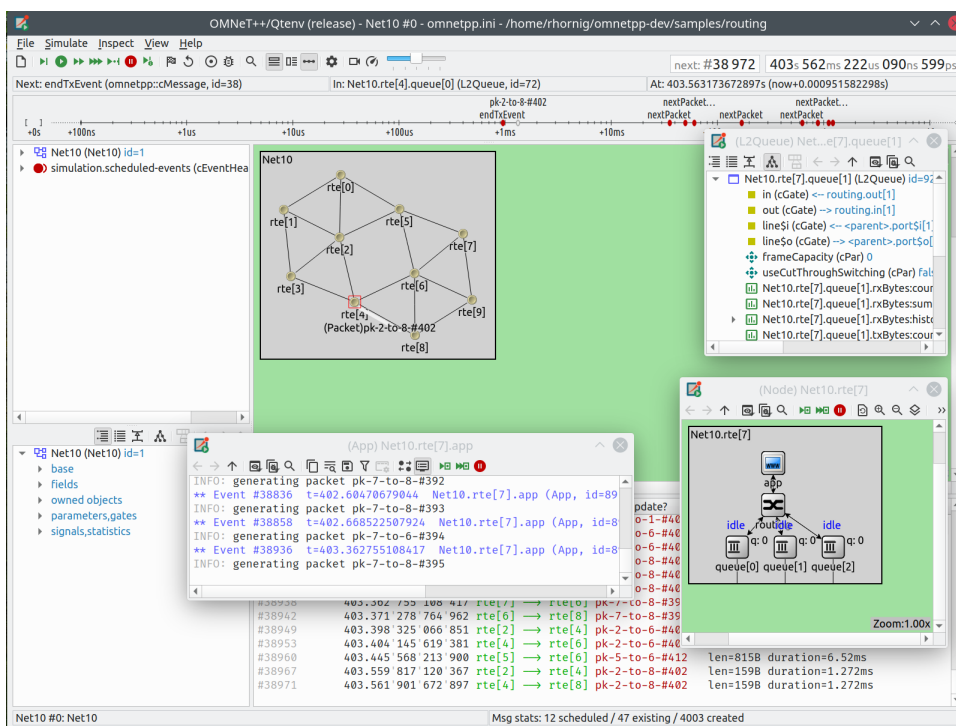 OMNeT++/Qtenv (release) - Net10 #0 - omnetpp.ini - /home/rhornig/omnetpp-dev/samples/routing
File Simulate Inspect View Help
next: #38 972 403s 562ms 222us 090ns 599ps
Next: endTxEvent (omnetpp::cMessage, id=38) In: Net10.rte[4].queue[0] (L2Queue, id=72) At: 403.563173672897s (now+0.000951582298s)
pk-2-to-8-#402 nextPacket... nextPacket...
endTxEvent nextPacket nextPacket nextPacket
+0s +100ns +1us +10us +100us +1ms +10ms
Net10 (Net10) id=1
simulation.scheduled-events (cEventHea
Net10
rte[0]
rte[1]
rte[5]
rte[2]
rte[7]
rte[3]
rte[6]
rte[4]
rte[9]
(Packet)pk-2-to-8-#402
rte[8]
(L2Queue) Net...e[7].queue[1]
Net10.rte[7].queue[1] (L2Queue) id=92
in (cGate) <-- routing.out[1]
out (cGate) --> routing.in[1]
line$i (cGate) <-- <parent>.port$i[1]
line$o (cGate) --> <parent>.port$o[
frameCapacity (cPar) 0
useCutThroughSwitching (cPar) fals
Net10.rte[7].queue[1].rxBytes:cour
Net10.rte[7].queue[1].rxBytes:sum
Net10.rte[7].queue[1].rxBytes:histo
Net10.rte[7].queue[1].txBytes:cour
(Node) Net10.rte[7]
Net10.rte[7]
app
routing
idle idle idle
q: 0 q: 0 q: 0
queue[0] queue[1] queue[2]
Zoom:1.00x
Net10 (Net10) id=1
base
fields
owned objects
parameters,gates
signals,statistics
(App) Net10.rte[7].app
INFO: generating packet pk-7-to-8-#392
** Event #38836 t=402.60470679044 Net10.rte[7].app (App, id=89
INFO: generating packet pk-7-to-8-#393
** Event #38858 t=402.668522507924 Net10.rte[7].app (App, id=8
INFO: generating packet pk-7-to-6-#394
** Event #38936 t=403.362755108417 Net10.rte[7].app (App, id=8
INFO: generating packet pk-7-to-8-#395
pdate?
o-1-#40
o-6-#40
o-6-#40
o-8-#40
o-8-#40
o-8-#40
#38938 403.362'755'108'417 rte[7] --> rte[6] pk-7-to-8-#39
#38942 403.371'278'764'962 rte[6] --> rte[8] pk-7-to-8-#39
#38949 403.398'325'066'851 rte[2] --> rte[4] pk-2-to-6-#40
#38953 403.404'145'619'381 rte[4] --> rte[6] pk-2-to-6-#40
#38960 403.445'568'213'900 rte[5] --> rte[6] pk-5-to-6-#412 len=815B duration=6.52ms
#38967 403.559'817'120'367 rte[2] --> rte[4] pk-2-to-8-#402 len=159B duration=1.272ms
#38971 403.561'901'672'897 rte[4] --> rte[8] pk-2-to-8-#402 len=159B duration=1.272ms
Net10 #0: Net10 Msg stats: 12 scheduled / 47 existing / 4003 created